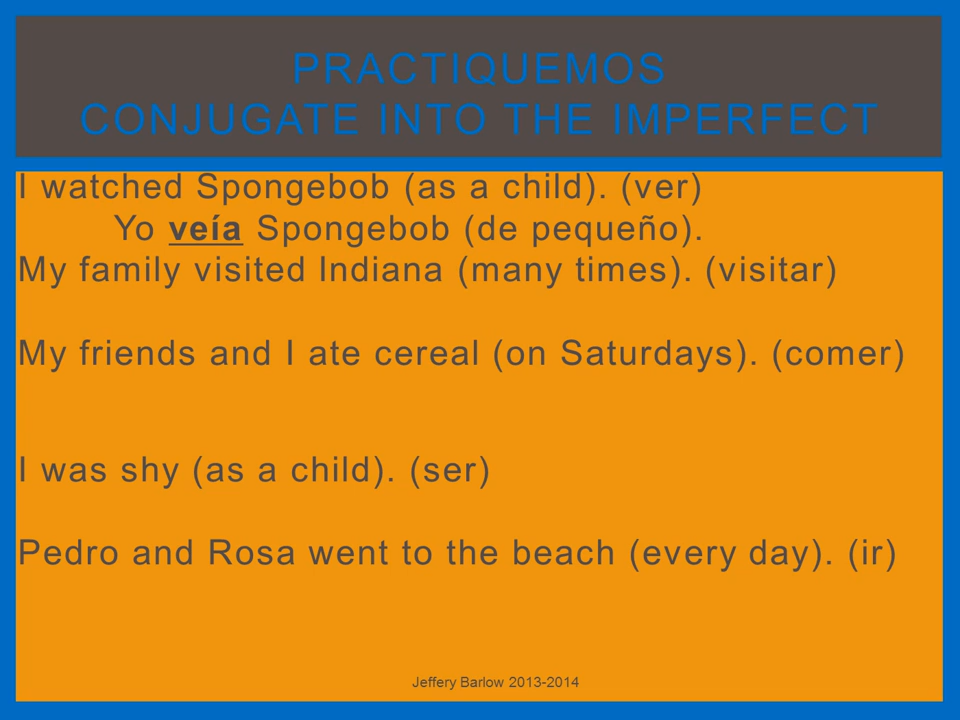 PRACTIQUEMOS
CONJUGATE INTO THE IMPERFECT
I watched Spongebob (as a child). (ver)
Yo veía Spongebob (de pequeño).
My family visited Indiana (many times). (visitar)
My friends and I ate cereal (on Saturdays). (comer)
I was shy (as a child). (ser)
Pedro and Rosa went to the beach (every day). (ir)
Jeffery Barlow 2013-2014